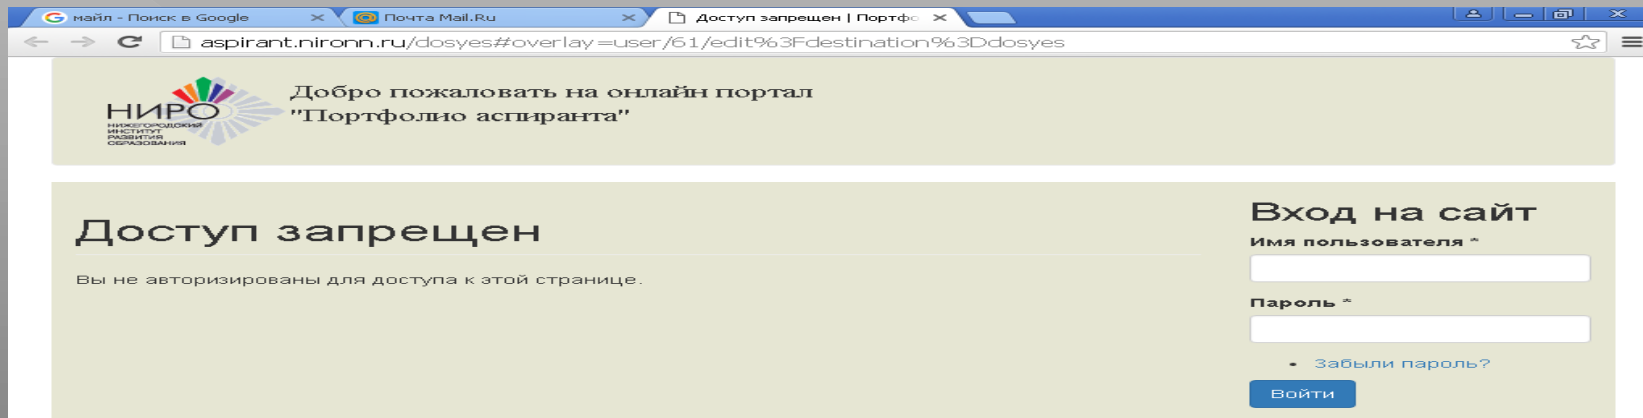 майл - Поиск в Google
Почта Mail.Ru
Доступ запрещен | Портфо
aspirant.nironn.ru/dosyes#overlay=user/61/edit%3Fdestination%3Ddosyes
НИРО
НИЖЕГОРОДСКИЙ
ИНСТИТУТ
РАЗВИТИЯ
ОБРАЗОВАНИЯ
Добро пожаловать на онлайн портал
"Портфолио аспиранта"
Доступ запрещен
Вы не авторизированы для доступа к этой странице.
Вход на сайт
Имя пользователя *
Пароль *
Забыли пароль?
Войти